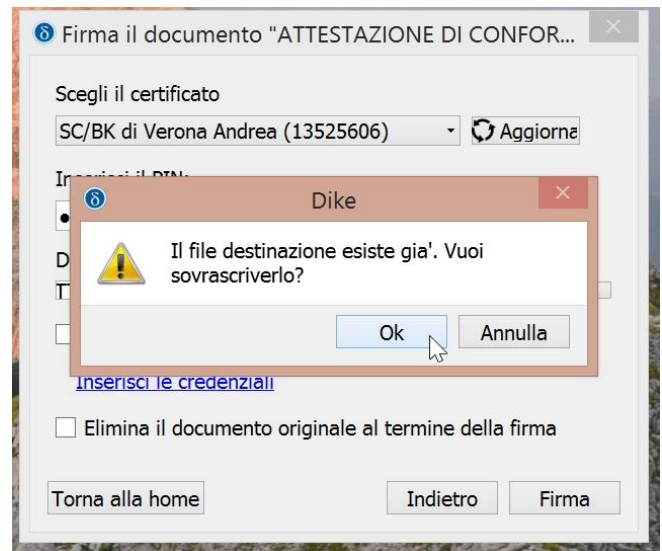 Firma il documento "ATTESTAZIONE DI CONFOR...
Scegli il certificato
SC/BK di Verona Andrea (13525606)
Aggiorna
Dike
Il file destinazione esiste gia'. Vuoi
sovrascriverlo?
Ok
Annulla
Inserisci le credenziali
Elimina il documento originale al termine della firma
Torna alla home
Indietro
Firma